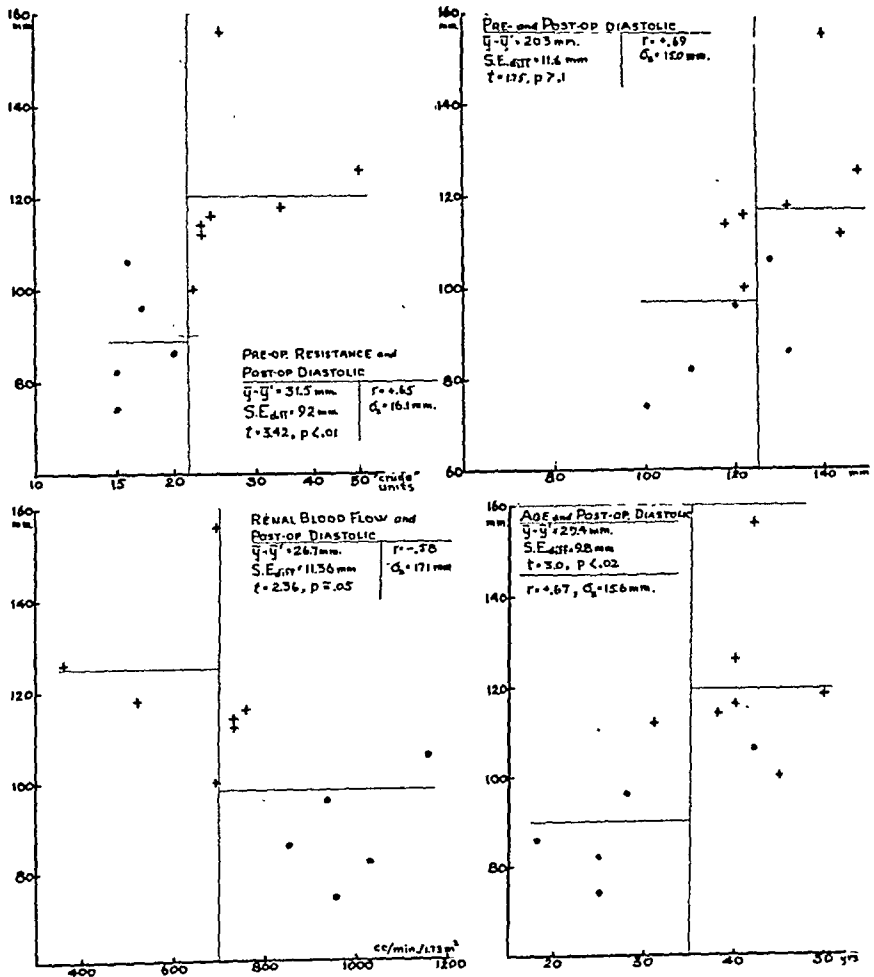 160
mm
140
120
100
80
10
15
20
30
40
50 "crude"
units
PRE-OP. RESISTANCE and
POST-OP DIASTOLIC
ȳ-ȳ' = 31.5 mm.
S.E.diff = 9.2 mm
t = 3.42, p <.01
r = +.65
σs = 16.1 mm.
160
mm
140
120
100
80
60
80
100
120
140 mm
PRE- and POST-OP DIASTOLIC
ȳ-ȳ' = 20.3 mm.
S.E.diff = 11.6 mm
t = 1.75, p >.1
r = +.69
σs = 15.0 mm.
160
mm
140
120
100
80
400
600
800
1000
1200
cc/min./1.73 m²
RENAL BLOOD FLOW and
POST-OP DIASTOLIC
ȳ-ȳ' = 26.7 mm.
S.E.diff = 11.36 mm
t = 2.36, p = .05
r = -.58
σs = 17.1 mm
160
mm
140
120
100
80
20
30
40
50 yrs
AGE and POST-OP. DIASTOLIC
ȳ-ȳ' = 29.4 mm.
S.E.diff = 9.8 mm
t = 3.0, p <.02
r = +.67, σs = 15.6 mm.